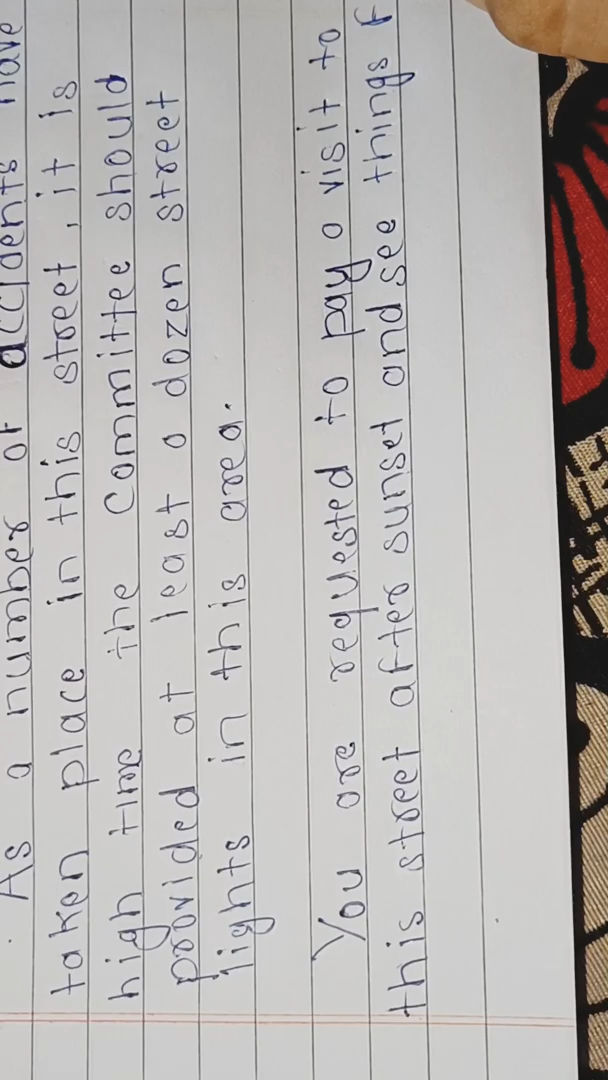 As a number of accidents have
taken place in this street, it is
high time the committee should
provided at least a dozen street
lights in this area.
You are requested to pay a visit to
this street after sunset and see things f